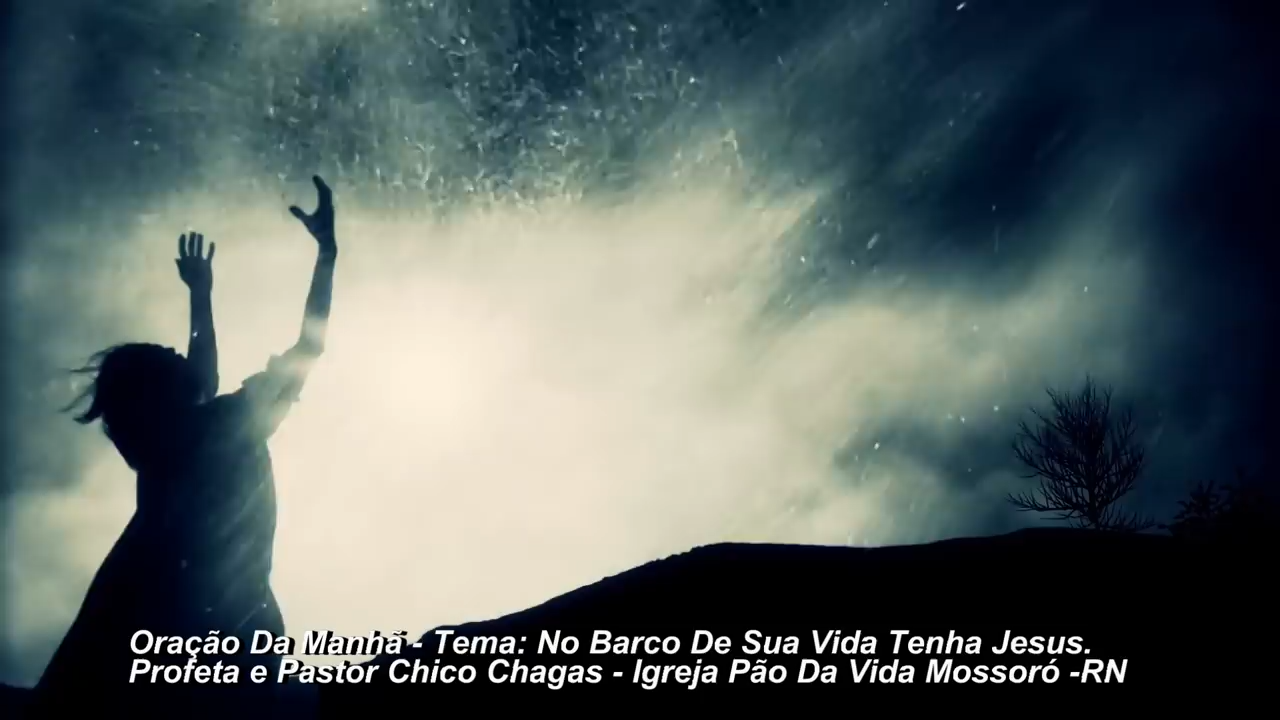 Oração Da Manhã - Tema: No Barco De Sua Vida Tenha Jesus.
Profeta e Pastor Chico Chagas - Igreja Pão Da Vida Mossoró -RN